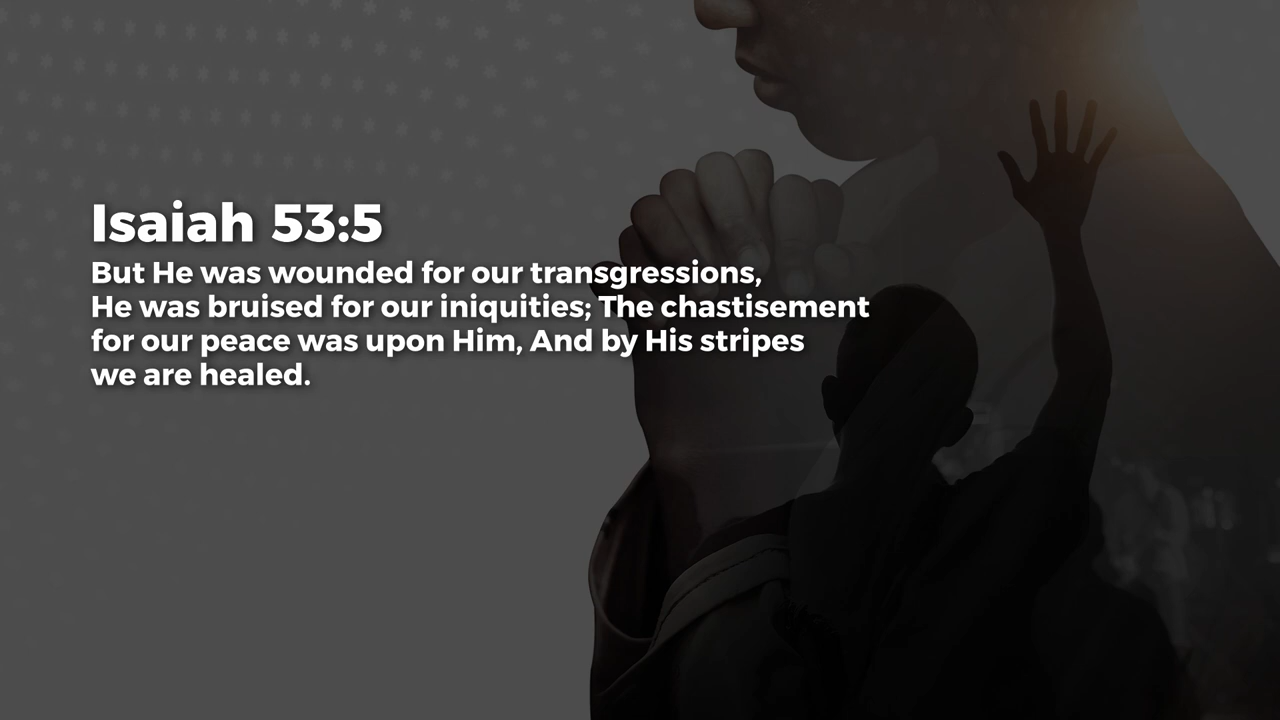 Isaiah 53:5
But He was wounded for our transgressions,
He was bruised for our iniquities; The chastisement
for our peace was upon Him, And by His stripes
we are healed.